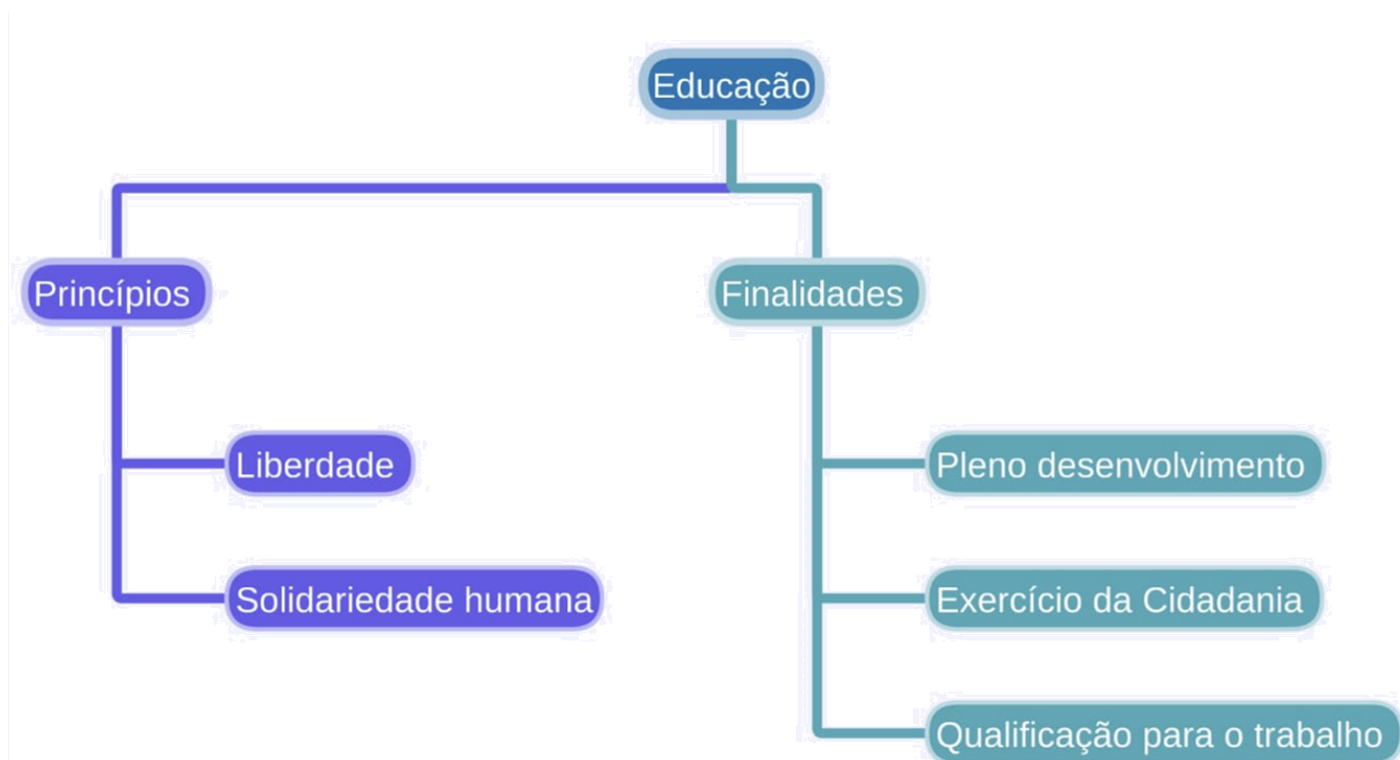 Educação
Princípios
Finalidades
Liberdade
Pleno desenvolvimento
Solidariedade humana
Exercício da Cidadania
Qualificação para o trabalho